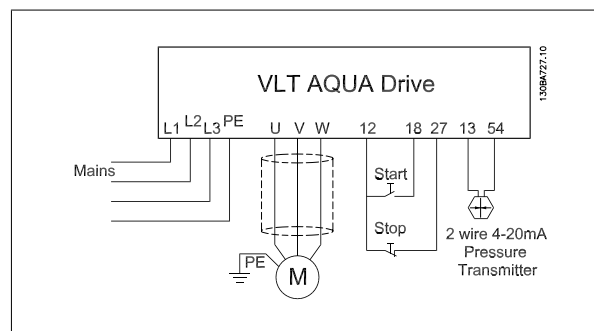 VLT AQUA Drive
130BA727.10
L1 L2 L3 PE U V W 12 18 27 13 54
Mains
Start
Stop
PE
M
2 wire 4-20mA
Pressure
Transmitter